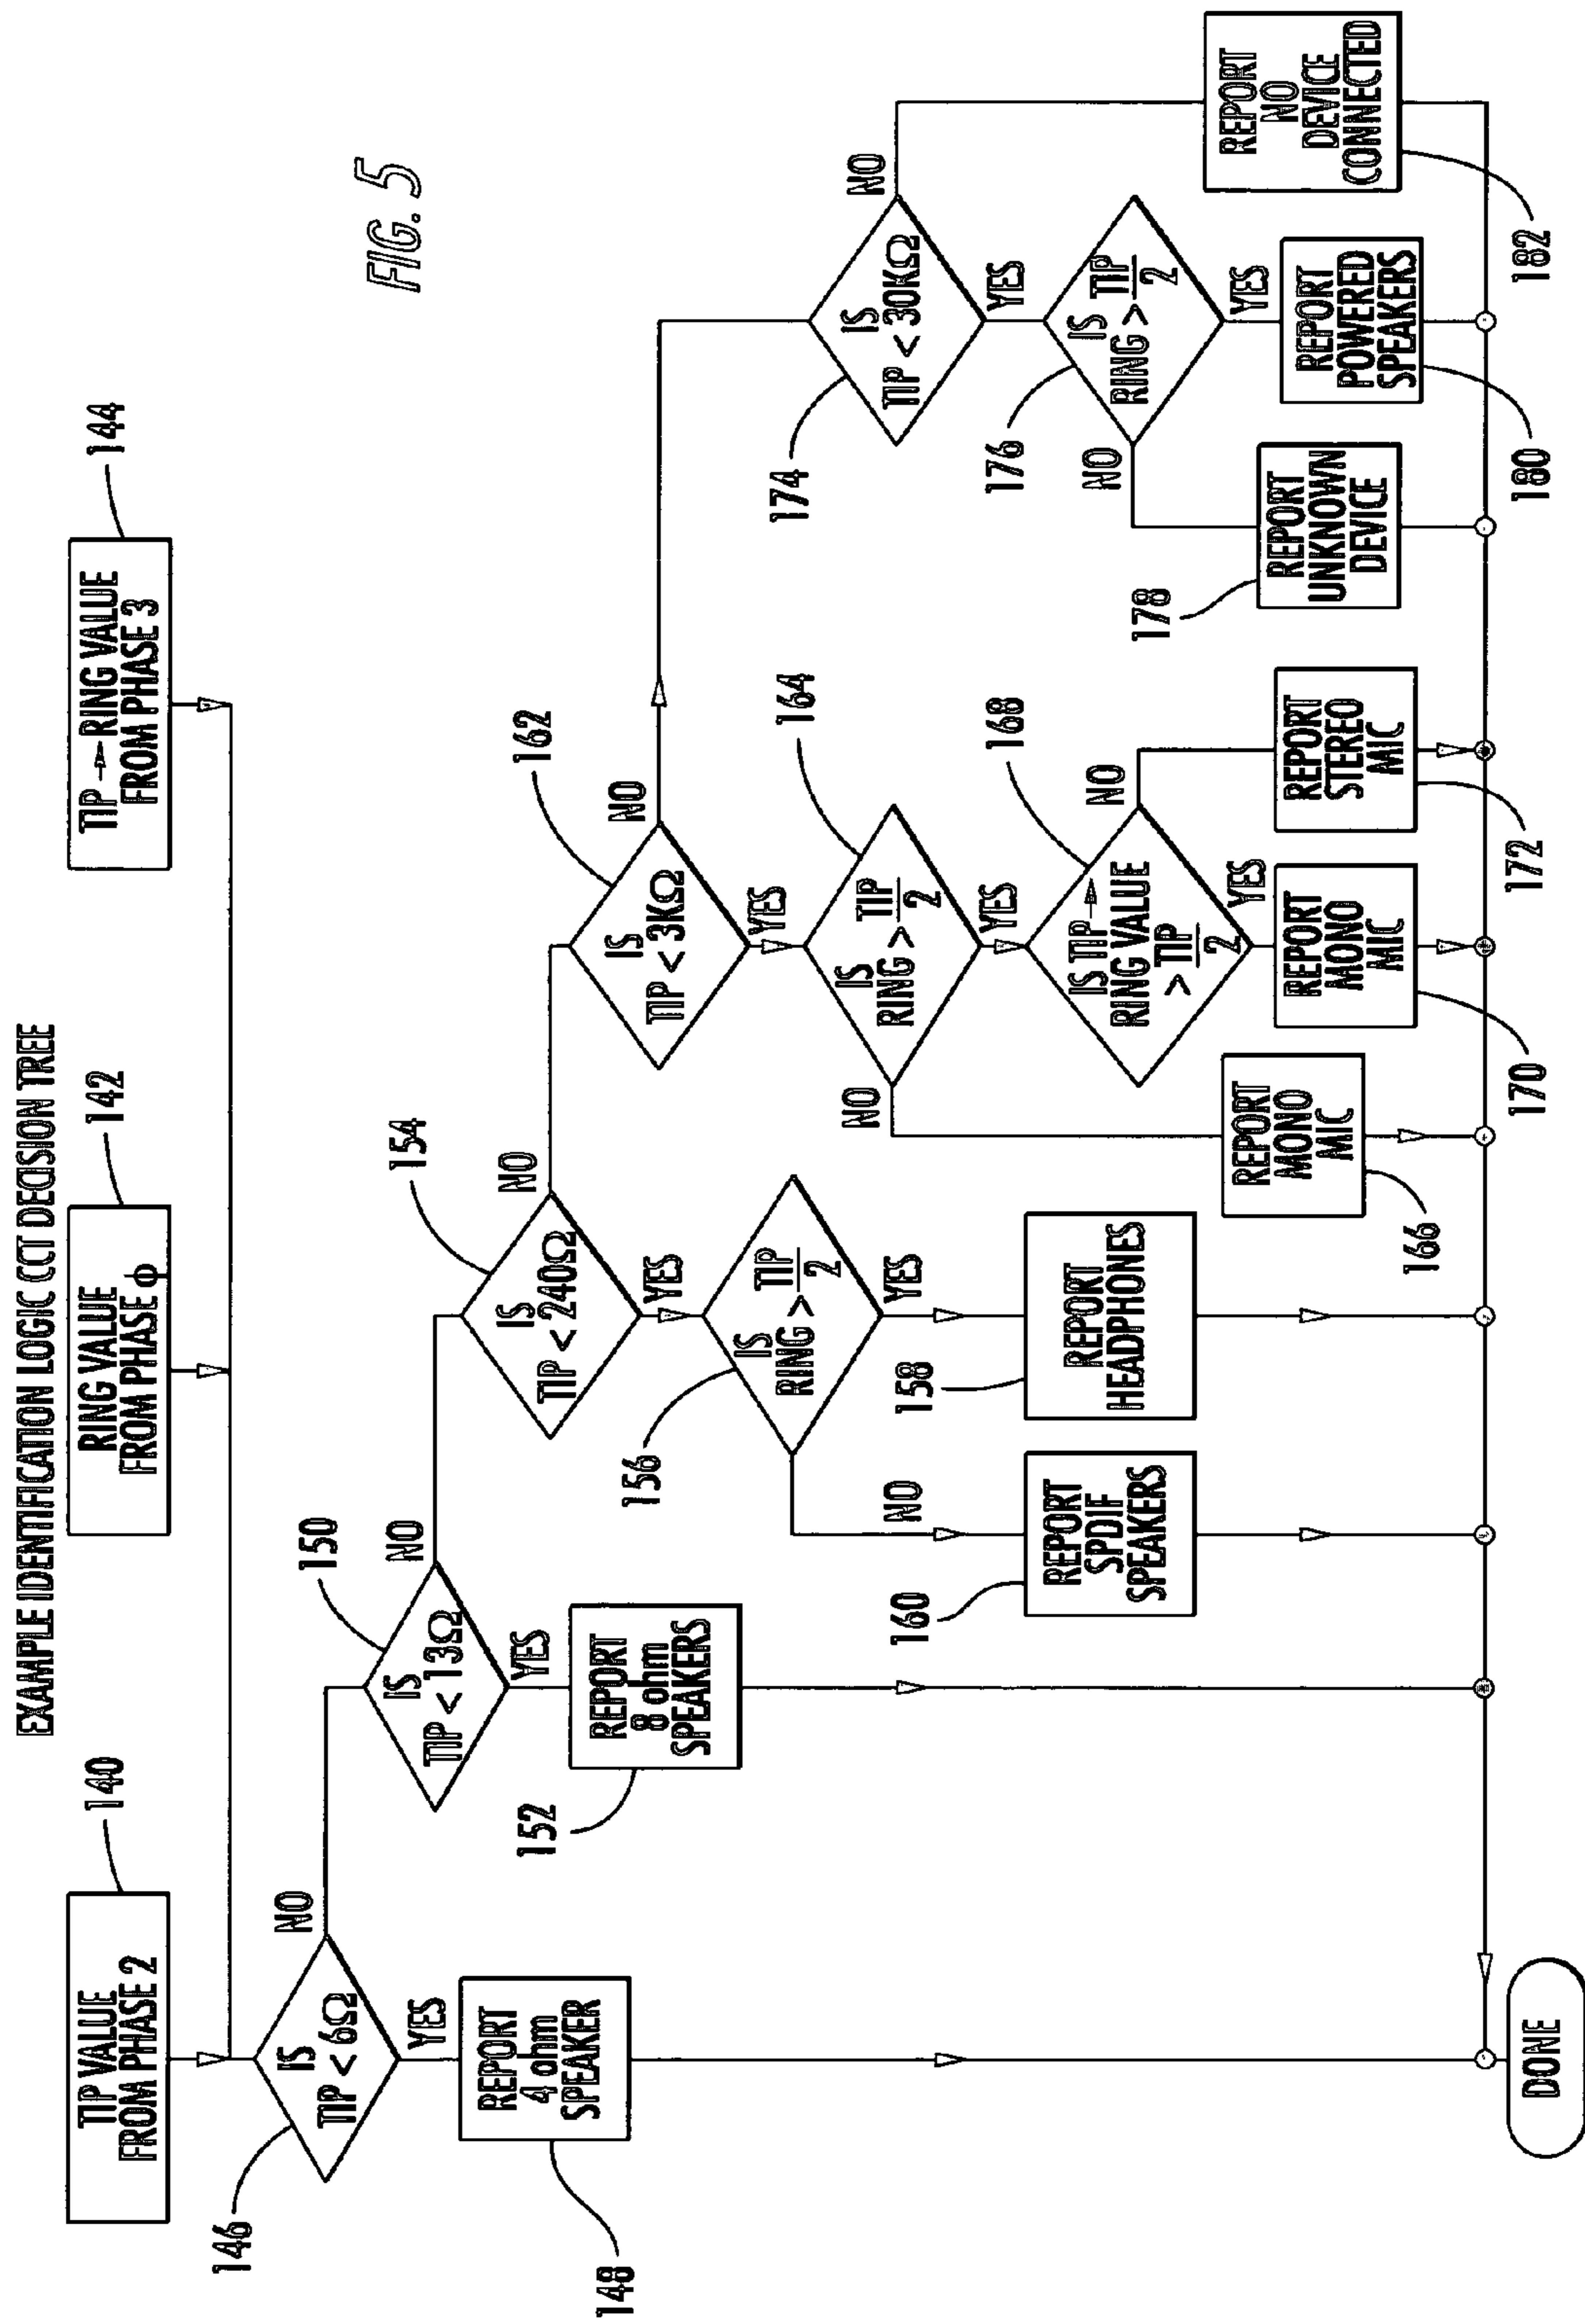 EXAMPLE IDENTIFICATION LOGIC CCT DECISION TREE
FIG. 5
TIP VALUE
FROM PHASE 2
140
RING VALUE
FROM PHASE ϕ
142
TIP → RING VALUE
FROM PHASE 3
144
146
IS
TIP < 6Ω
NO
YES
REPORT
4 ohm
SPEAKER
148
150
IS
TIP < 13Ω
NO
YES
REPORT
8 ohm
SPEAKERS
152
154
IS
TIP < 240Ω
NO
YES
156
IS
RING > TIP
2
NO
YES
158
REPORT
HEADPHONES
160
REPORT
SPDIF
SPEAKERS
162
IS
TIP < 3KΩ
NO
YES
164
IS
RING > TIP
2
NO
YES
REPORT
MONO
MIC
166
168
IS TIP →
RING VALUE
> TIP
2
NO
YES
REPORT
MONO
MIC
170
REPORT
STEREO
MIC
172
174
IS
TIP < 30KΩ
NO
YES
176
IS
RING > TIP
2
NO
YES
178
REPORT
UNKNOWN
DEVICE
REPORT
POWERED
SPEAKERS
180
REPORT
NO
DEVICE
CONNECTED
182
DONE